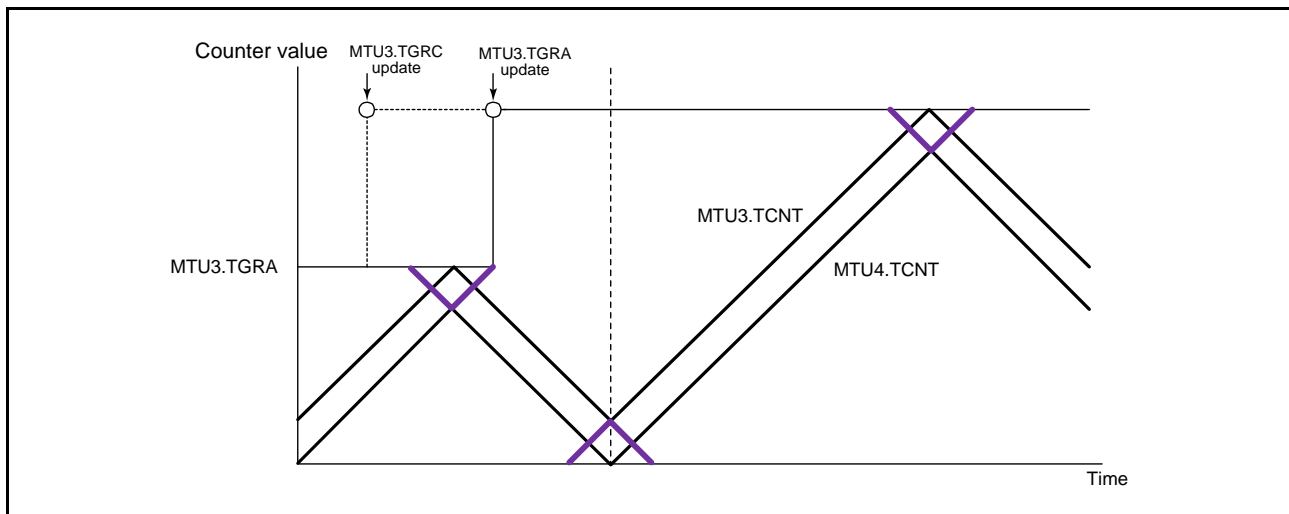 Counter value
MTU3.TGRC
update
MTU3.TGRA
update
MTU3.TCNT
MTU3.TGRA
MTU4.TCNT
Time